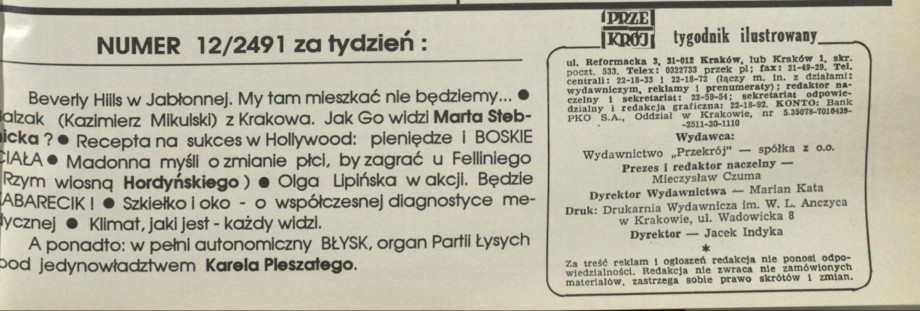 NUMER 12/2491 za tydzień :
Beverly Hills w Jabłonnej. My tam mieszkać nie będziemy... ●
alzak (Kazimierz Mikulski) z Krakowa. Jak Go widzi Marta Steb-
nicka ? ● Recepta na sukces w Hollywood: pieniędze i BOSKIE
CIAŁA ● Madonna myśli o zmianie płci, by zagrać u Felliniego
Rzym wiosną Hordyńskiego ) ● Olga Lipińska w akcji. Będzie
KABARECIK ! ● Szkiełko i oko - o współczesnej diagnostyce me-
dycznej ● Klimat, jaki jest - każdy widzi.
A ponadto: w pełni autonomiczny BŁYSK, organ Partii Łysych
pod jedynowładztwem Karela Pleszatego.
PRZE
KRÓJ tygodnik ilustrowany
ul. Reformacka 3, 31-012 Kraków, lub Kraków 1, skr.
poczt. 533, Telex: 0322733 przek pl; fax: 21-49-29. Tel.
centrali: 22-18-33 i 22-18-72 (łączy m. in. z działami:
wydawniczym, reklamy i prenumeraty); redaktor na-
czelny i sekretariat: 22-59-54; sekretariat odpowie-
dzialny i redakcja graficzna: 22-18-92. KONTO: Bank
PKO S.A., Oddział w Krakowie, nr 5.35078-7010439-
-2511-30-1110
Wydawca:
Wydawnictwo „Przekrój” — spółka z o.o.
Prezes i redaktor naczelny —
Mieczysław Czuma
Dyrektor Wydawnictwa — Marian Kata
Druk: Drukarnia Wydawnicza im. W. L. Anczyca
w Krakowie, ul. Wadowicka 8
Dyrektor — Jacek Indyka
*
Za treść reklam i ogłoszeń redakcja nie ponosi odpo-
wiedzialności. Redakcja nie zwraca nie zamówionych
materiałów, zastrzega sobie prawo skrótów i zmian.